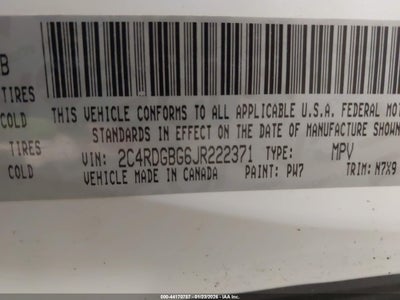 B
TIRES
COLD
TIRES
COLD
THIS VEHICLE CONFORMS TO ALL APPLICABLE U.S.A. FEDERAL MOT
STANDARDS IN EFFECT ON THE DATE OF MANUFACTURE SHOWN
VIN: 2C4RDGBG6JR222371 TYPE: MPV
VEHICLE MADE IN CANADA PAINT: PW7 TRIM: N7X9
000-44170787 - 01/23/2026 - IAA Inc.